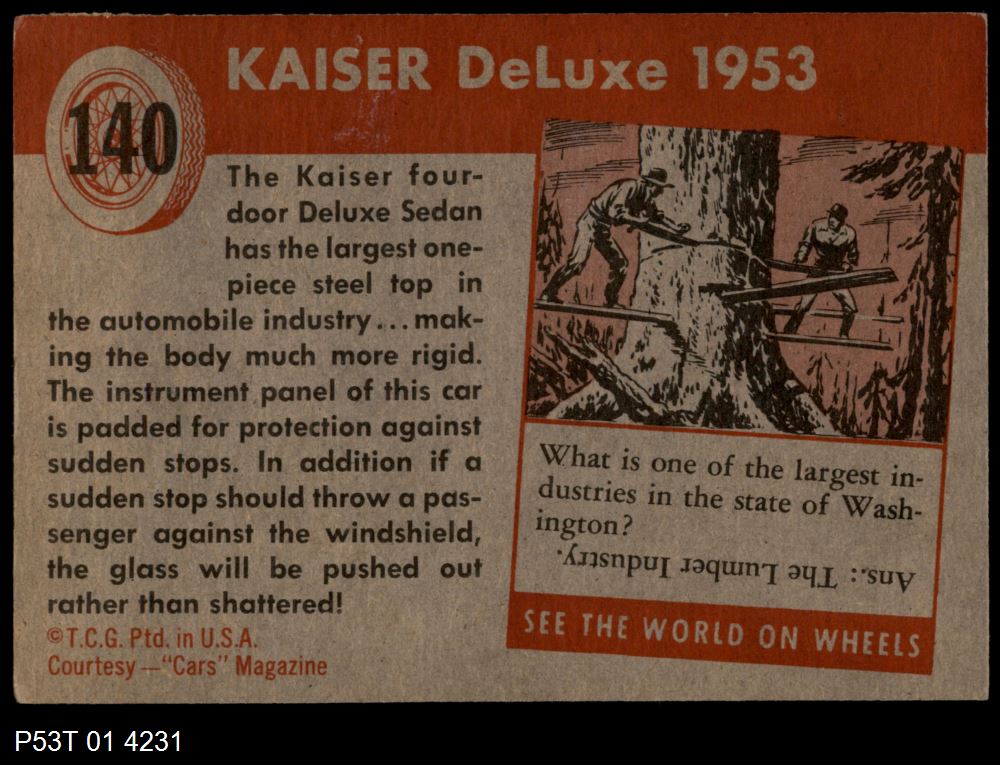 140
KAISER DeLuxe 1953
The Kaiser four-
door Deluxe Sedan
has the largest one-
piece steel top in
the automobile industry...mak-
ing the body much more rigid.
The instrument panel of this car
is padded for protection against
sudden stops. In addition if a
sudden stop should throw a pas-
senger against the windshield,
the glass will be pushed out
rather than shattered!
©T.C.G. Ptd. in U.S.A.
Courtesy—"Cars" Magazine
What is one of the largest in-
dustries in the state of Wash-
ington?
Ans.: The Lumber Industry.
SEE THE WORLD ON WHEELS
P53T 01 4231